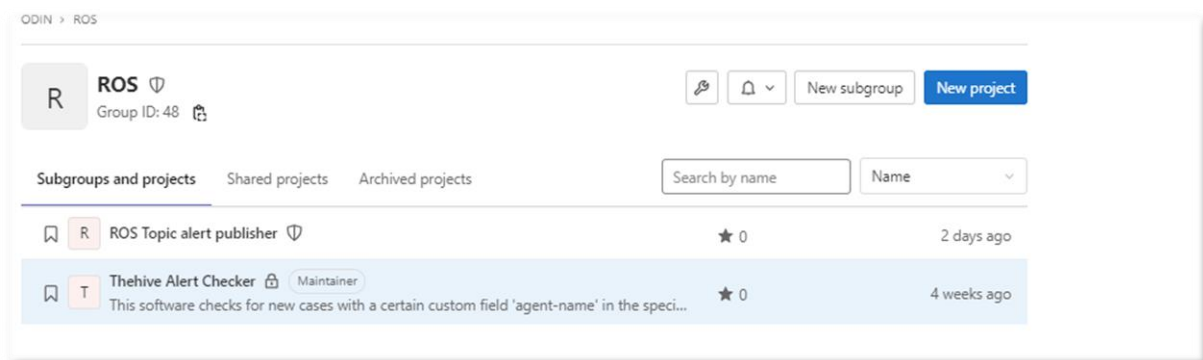 ODIN > ROS
R
ROS
Group ID: 48
New subgroup
New project
Subgroups and projects
Shared projects
Archived projects
Search by name
Name
R
ROS Topic alert publisher
0
2 days ago
T
Thehive Alert Checker
Maintainer
This software checks for new cases with a certain custom field 'agent-name' in the speci...
0
4 weeks ago